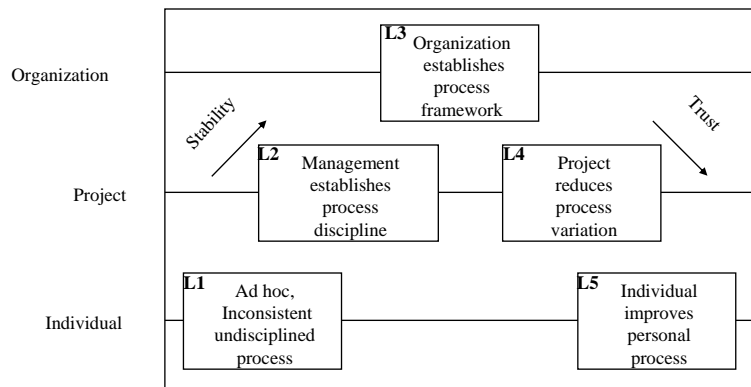 L3
Organization
establishes
process
framework
Organization
Stability
Trust
L2
Management
establishes
process
discipline
L4
Project
reduces
process
variation
Project
L1
Ad hoc,
Inconsistent
undisciplined
process
L5
Individual
improves
personal
process
Individual